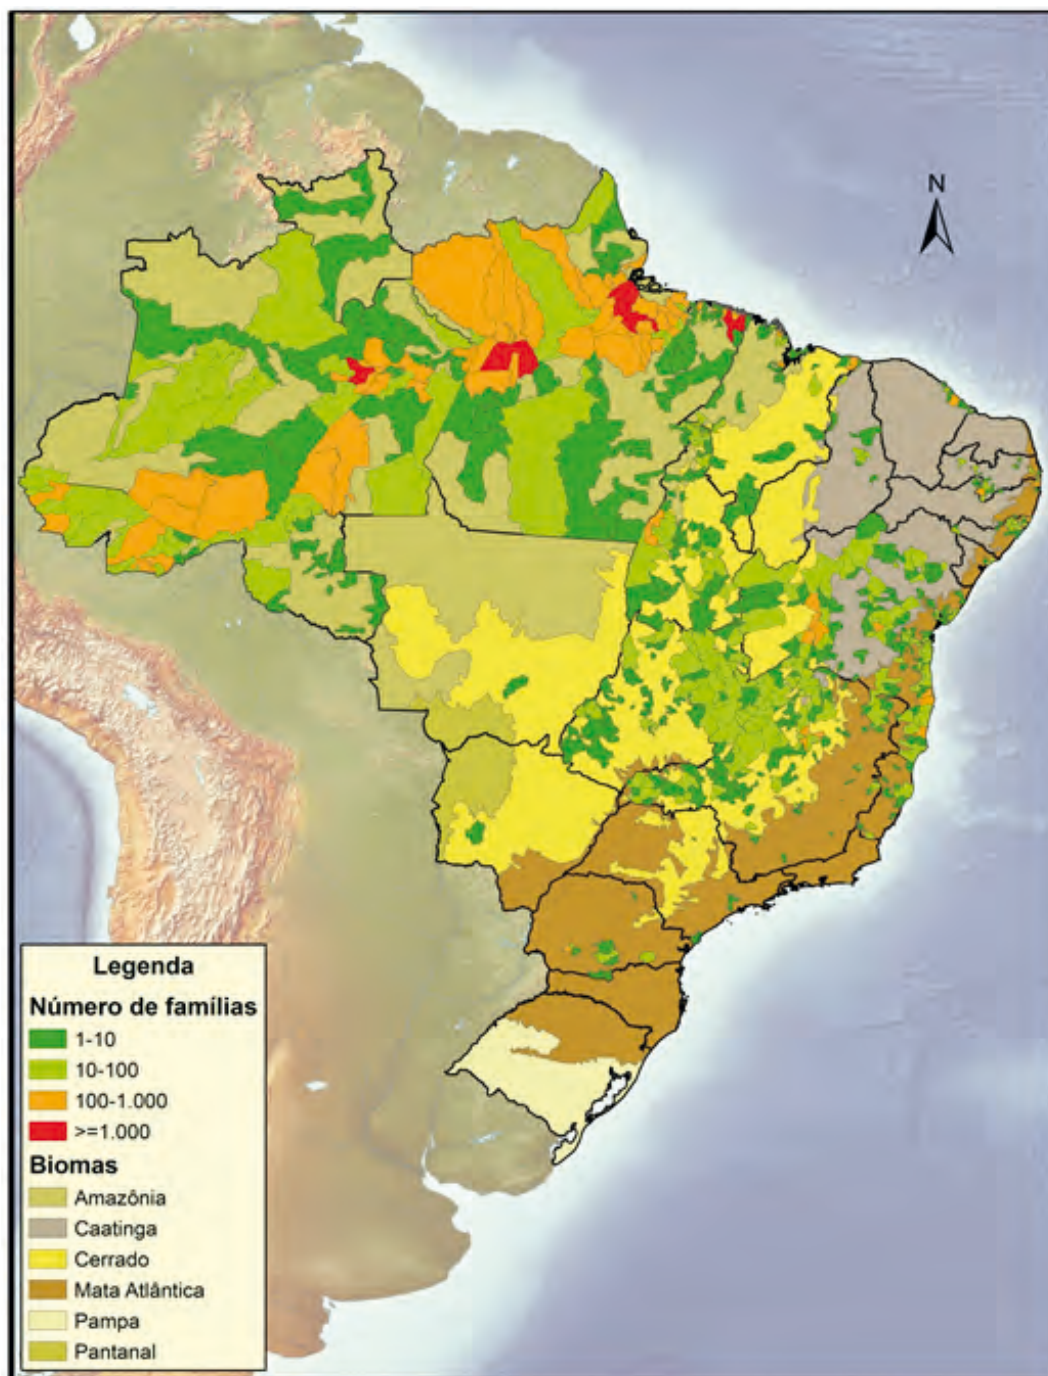 N
Legenda
Número de famílias
1-10
10-100
100-1.000
>=1.000
Biomas
Amazônia
Caatinga
Cerrado
Mata Atlântica
Pampa
Pantanal